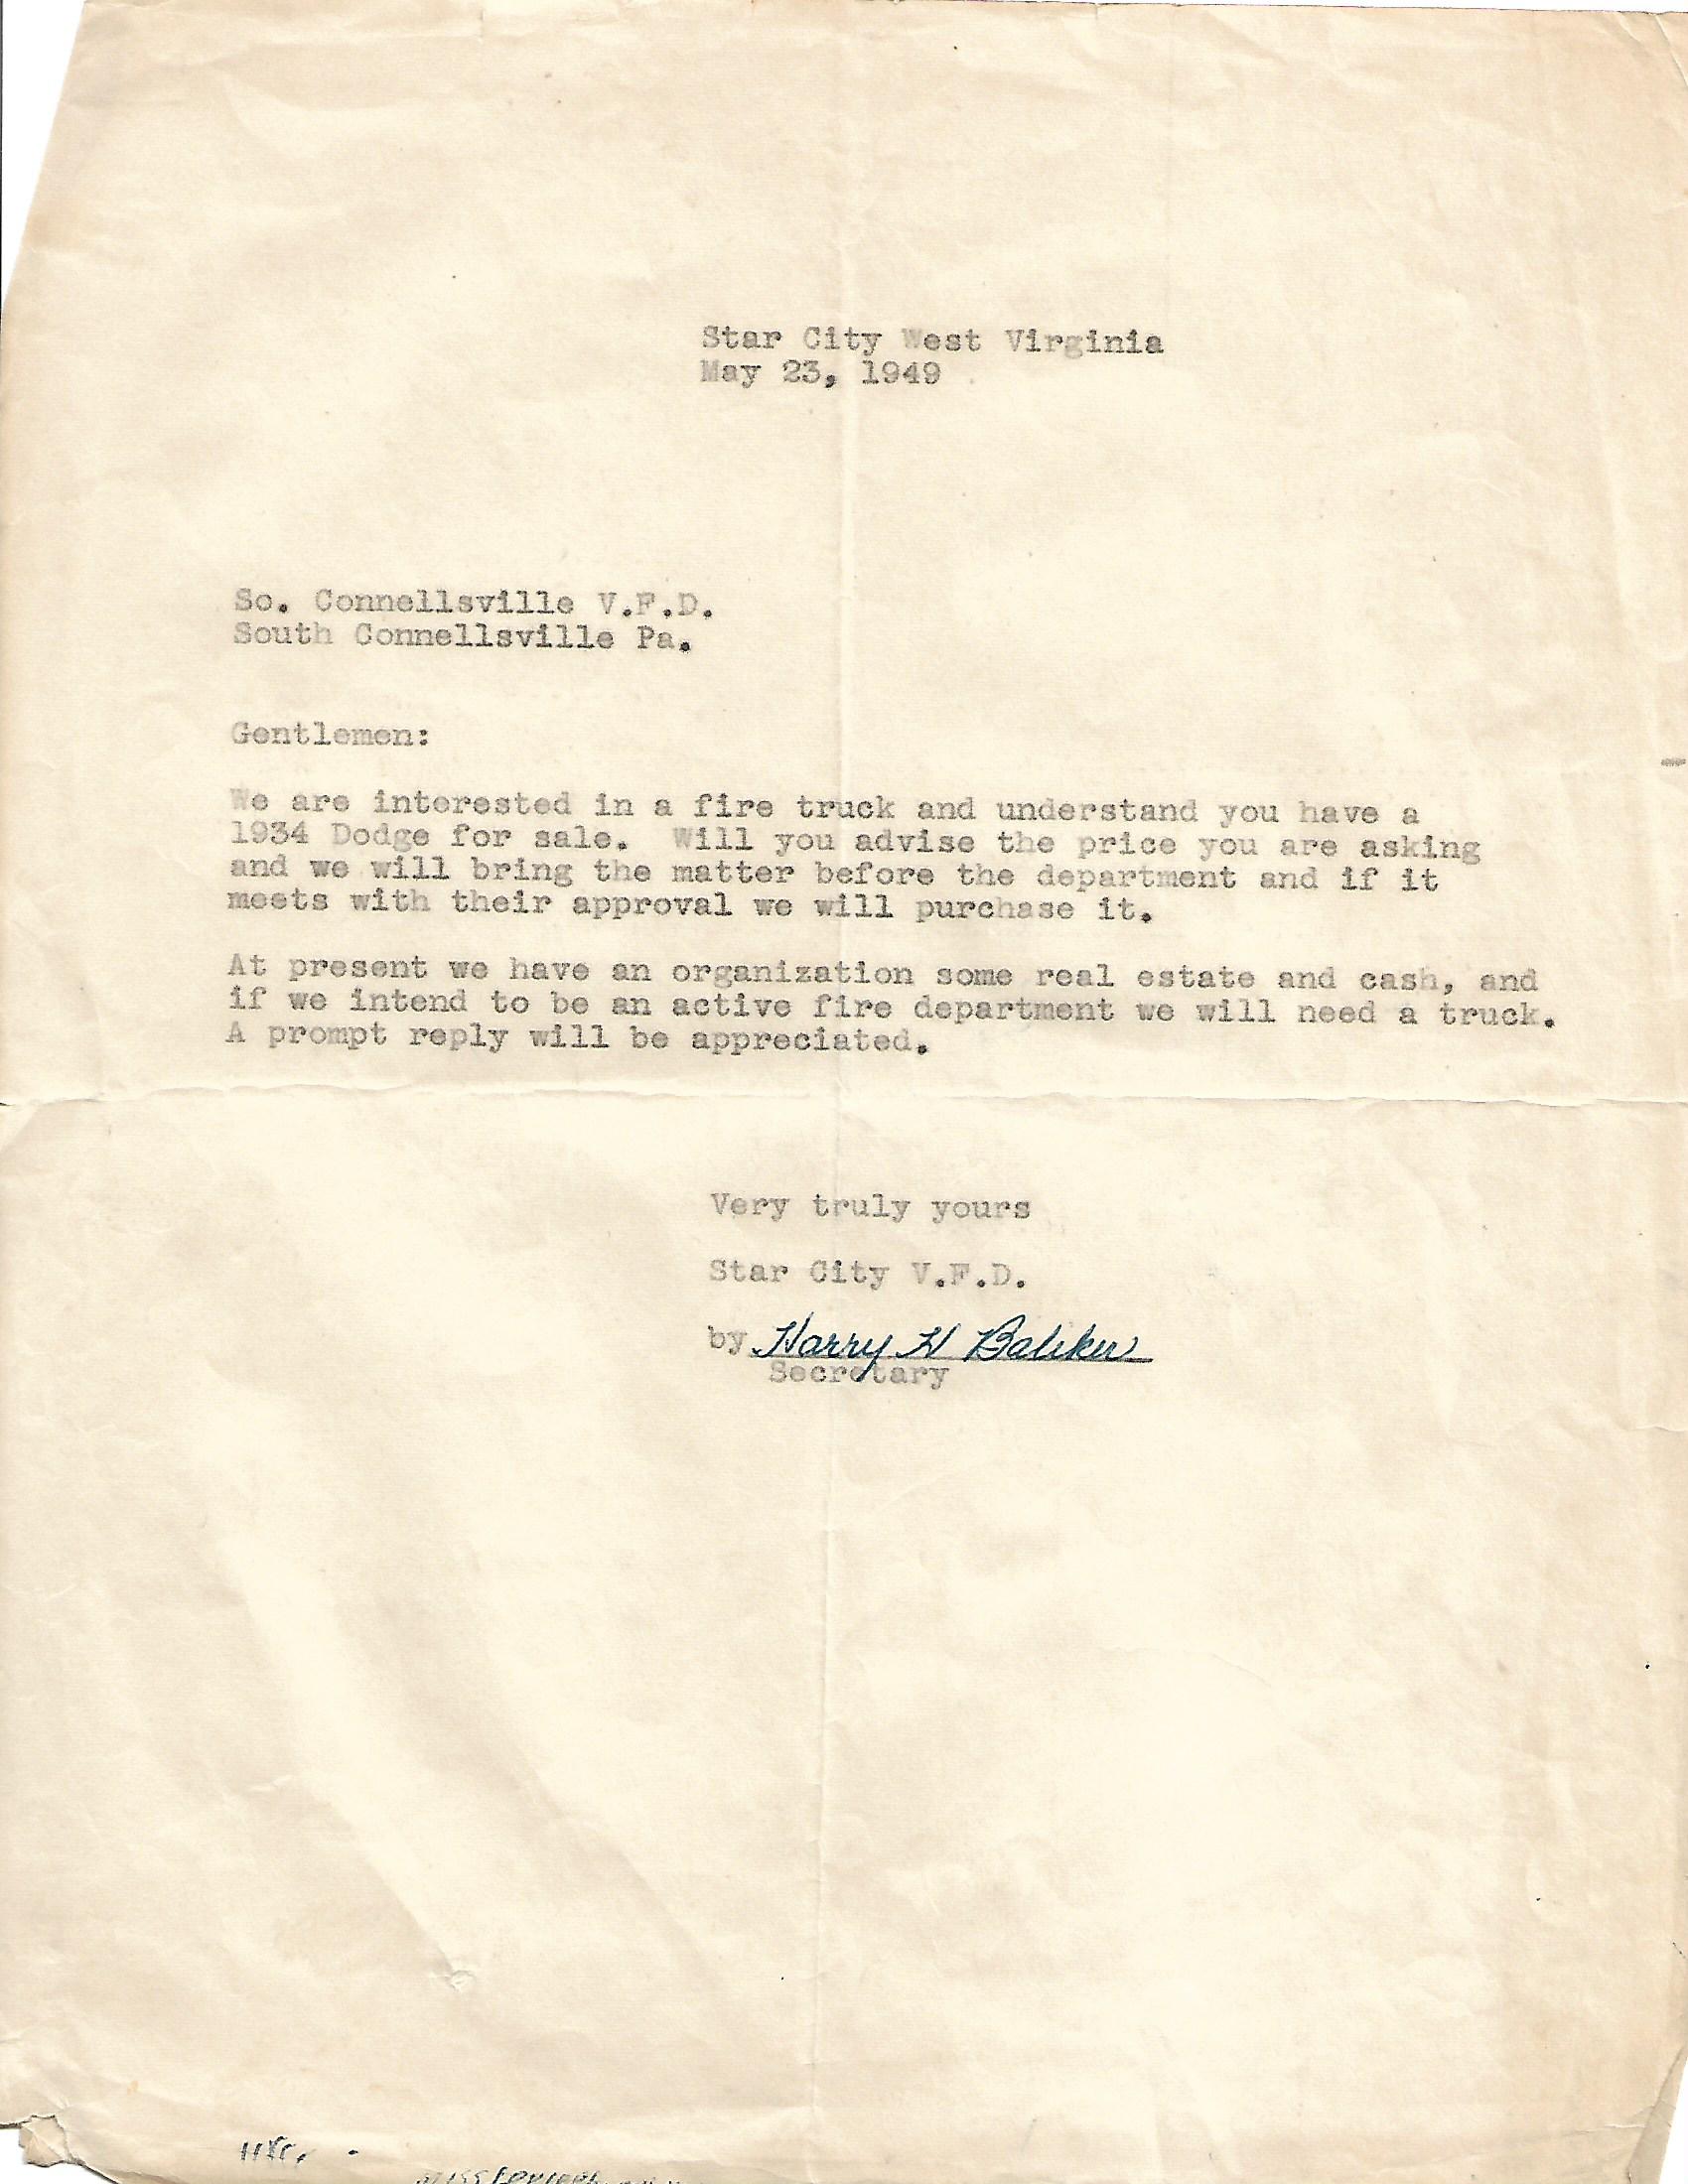 Star City West Virginia
May 23, 1949
So. Connellsville V.F.D.
South Connellsville Pa.
Gentlemen:
We are interested in a fire truck and understand you have a
1934 Dodge for sale. Will you advise the price you are asking
and we will bring the matter before the department and if it
meets with their approval we will purchase it.
At present we have an organization some real estate and cash, and
if we intend to be an active fire department we will need a truck.
A prompt reply will be appreciated.
Very truly yours
Star City V.F.D.
by Harry H
Secretary